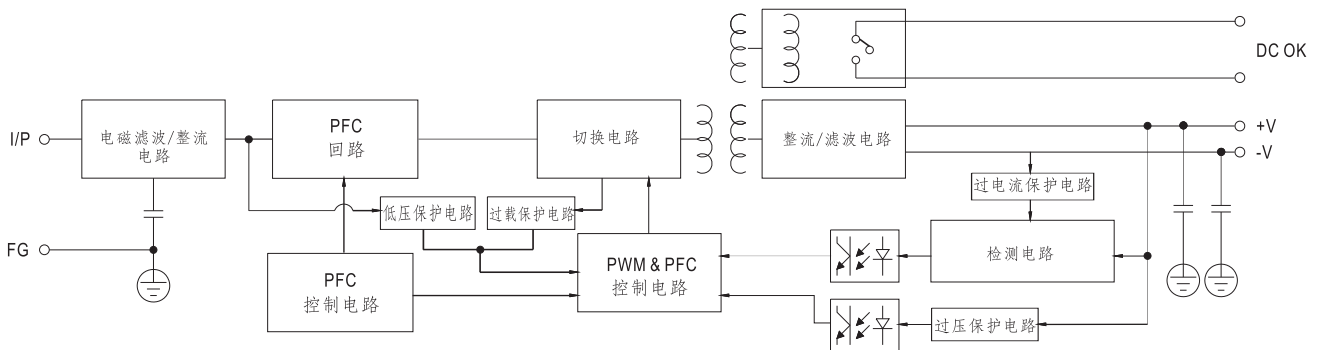 DC OK
I/P
电磁滤波/整流
电路
PFC
回路
切换电路
整流/滤波电路
+V
-V
过电流保护电路
低压保护电路
过载保护电路
FG
PFC
控制电路
PWM & PFC
控制电路
检测电路
过压保护电路